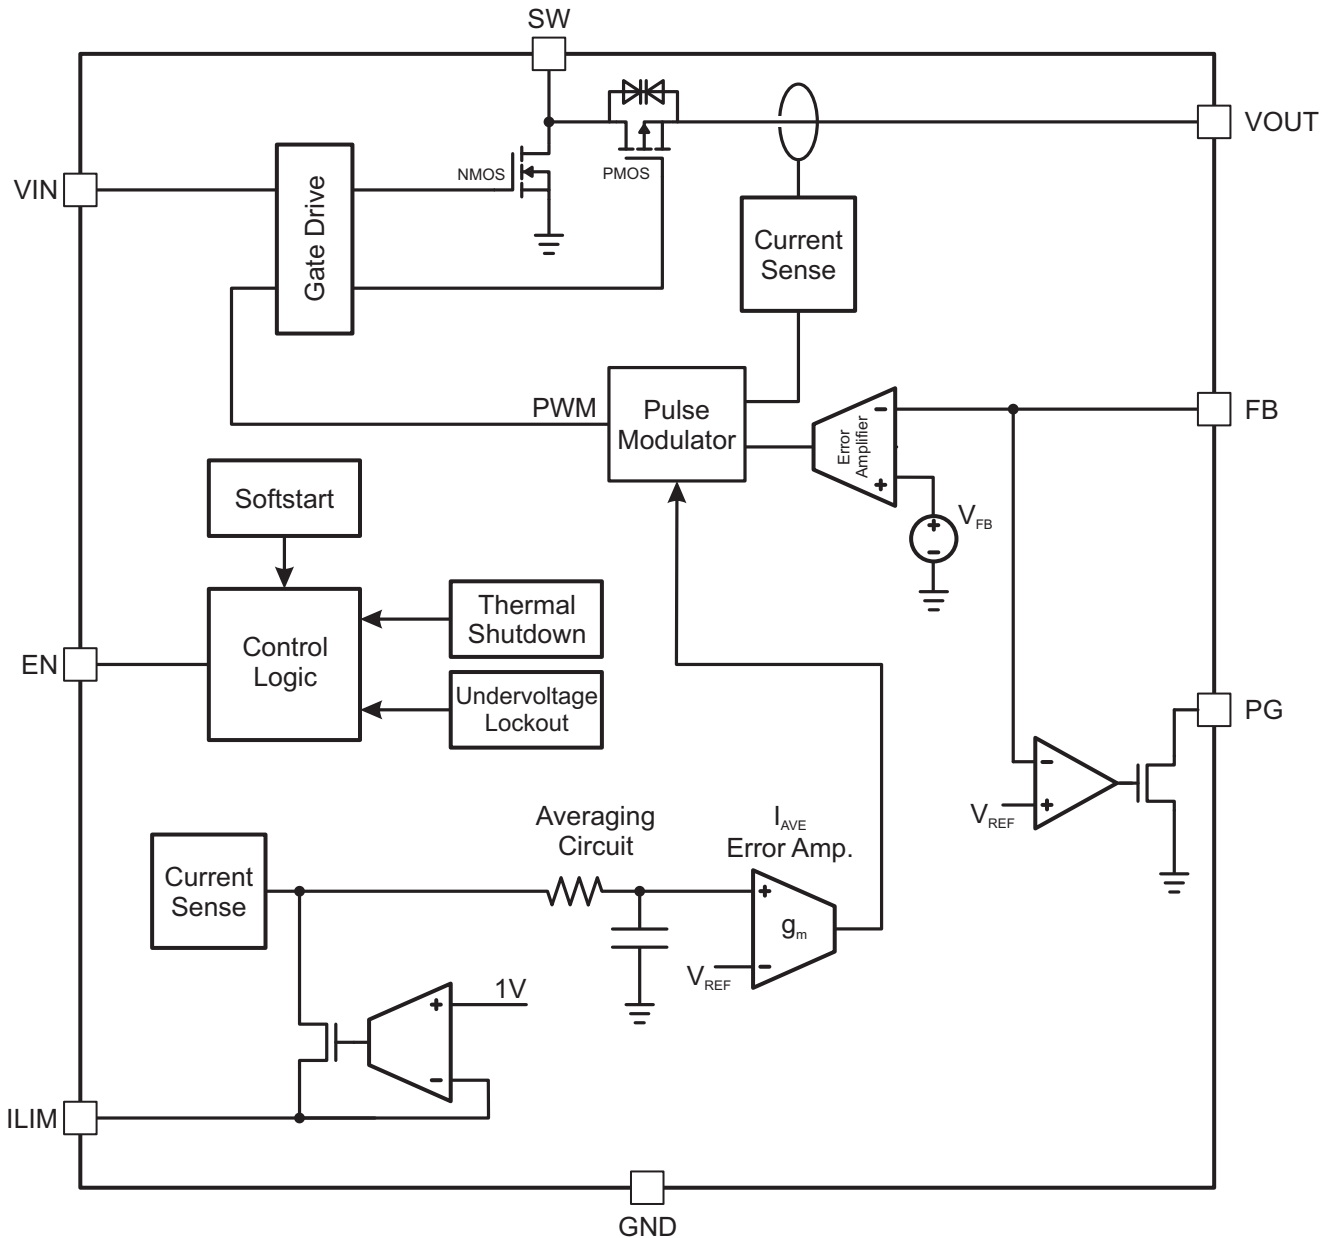 SW
VOUT
VIN
Gate Drive
NMOS
PMOS
Current
Sense
PWM
Pulse
Modulator
Error
Amplifier
-
+
FB
VFB
+
-
Softstart
Thermal
Shutdown
EN
Control
Logic
Undervoltage
Lockout
PG
-
+
VREF
Averaging
Circuit
IAVE
Error Amp.
Current
Sense
+
gm
-
VREF
1V
+
-
ILIM
GND